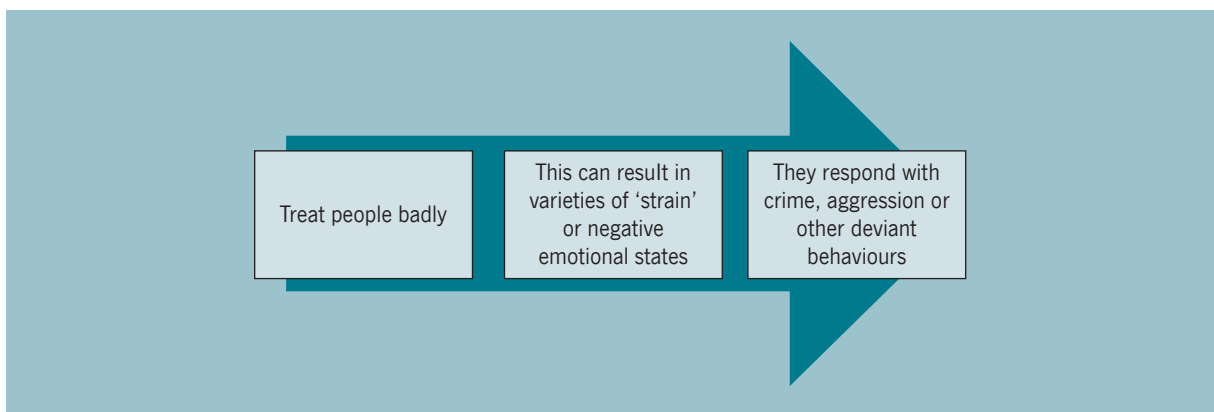 Treat people badly
This can result in
varieties of ‘strain’
or negative
emotional states
They respond with
crime, aggression or
other deviant
behaviours